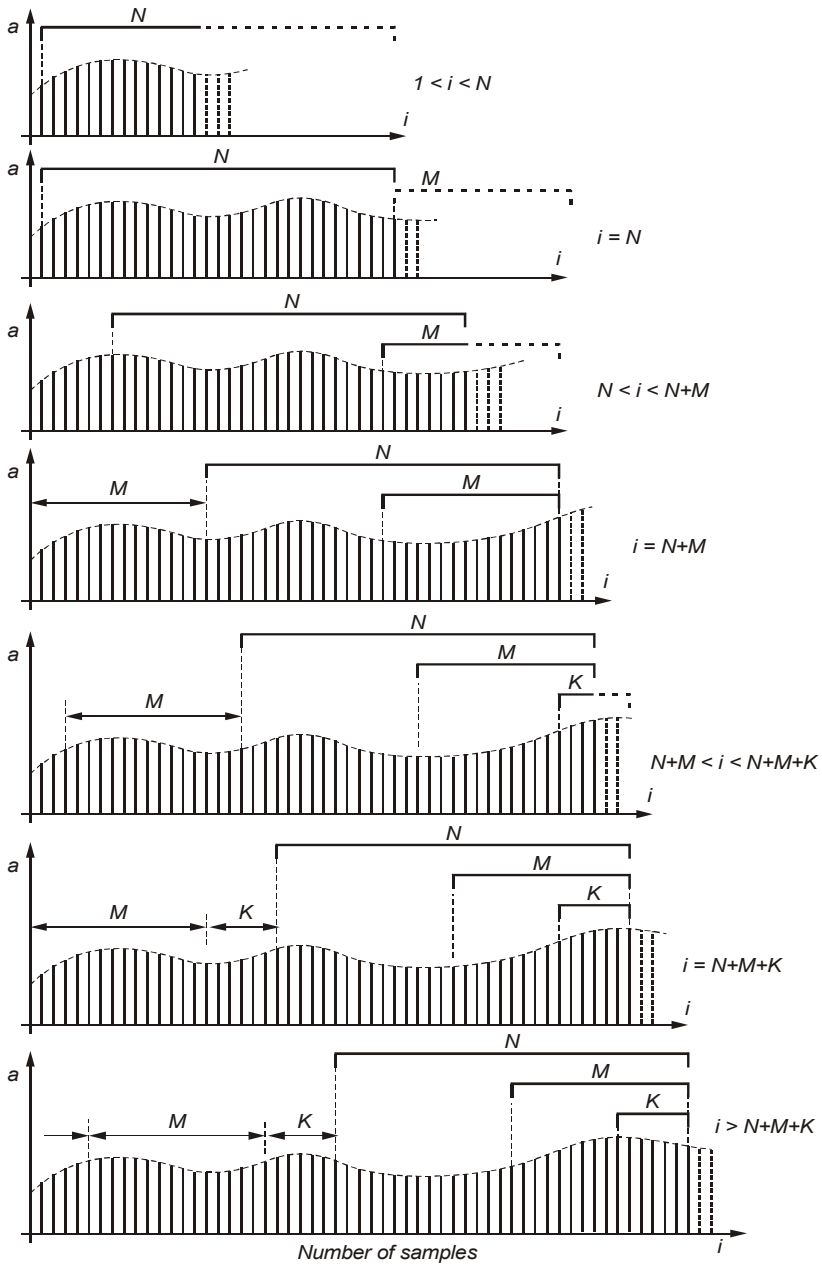 a
N
1 < i < N
i
a
N
M
i = N
i
a
N
M
N < i < N+M
i
a
N
M
M
i = N+M
i
a
N
M
K
M
N+M < i < N+M+K
i
a
N
M
K
M
K
i = N+M+K
i
a
N
M
K
M
K
i > N+M+K
i
Number of samples